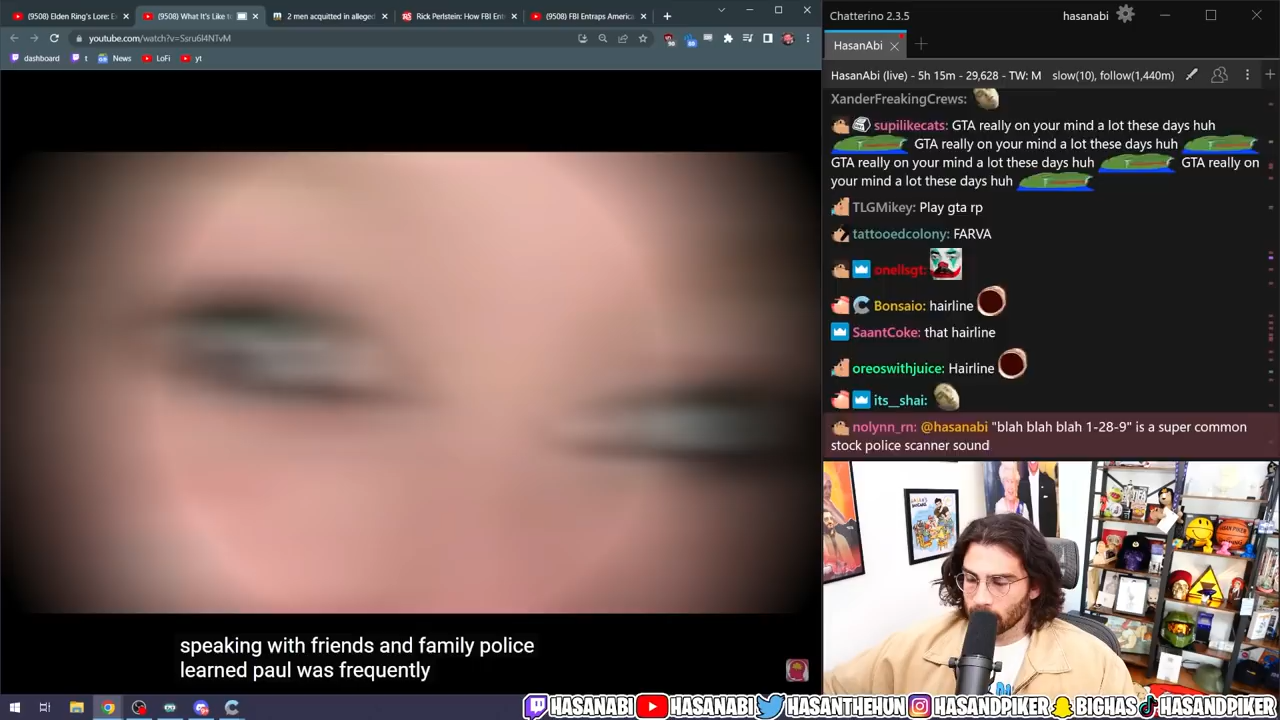 (9508) Elden Ring's Lore: E
(9508) What It's Like to
2 men acquitted in alleged
Rick Perlstein: How FBI Ent
(9508) FBI Entraps America
youtube.com/watch?v=Ssru6l4NTvM
dashboard
t
News
LoFi
yt
speaking with friends and family police
learned paul was frequently
Chatterino 2.3.5
hasanabi
HasanAbi
HasanAbi (live) - 5h 15m - 29,628 - TW: M
slow(10), follow(1,440m)
XanderFreakingCrews:
supilikecats: GTA really on your mind a lot these days huh
GTA really on your mind a lot these days huh
GTA really on your mind a lot these days huh GTA really on
your mind a lot these days huh
TLGMikey: Play gta rp
tattooedcolony: FARVA
onellsgt:
Bonsaio: hairline
SaantCoke: that hairline
oreoswithjuice: Hairline
its__shai:
nolynn_rn: @hasanabi "blah blah blah 1-28-9" is a super common
stock police scanner sound
HASANABI HASANABI HASANTHEHUN HASANDPIKER BIGHAS HASANDPIKER